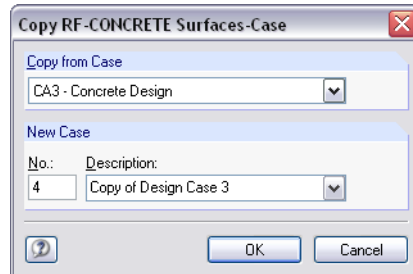 Copy RF-CONCRETE Surfaces-Case
Copy from Case
CA3 - Concrete Design
New Case
No.: Description:
4 Copy of Design Case 3
OK Cancel